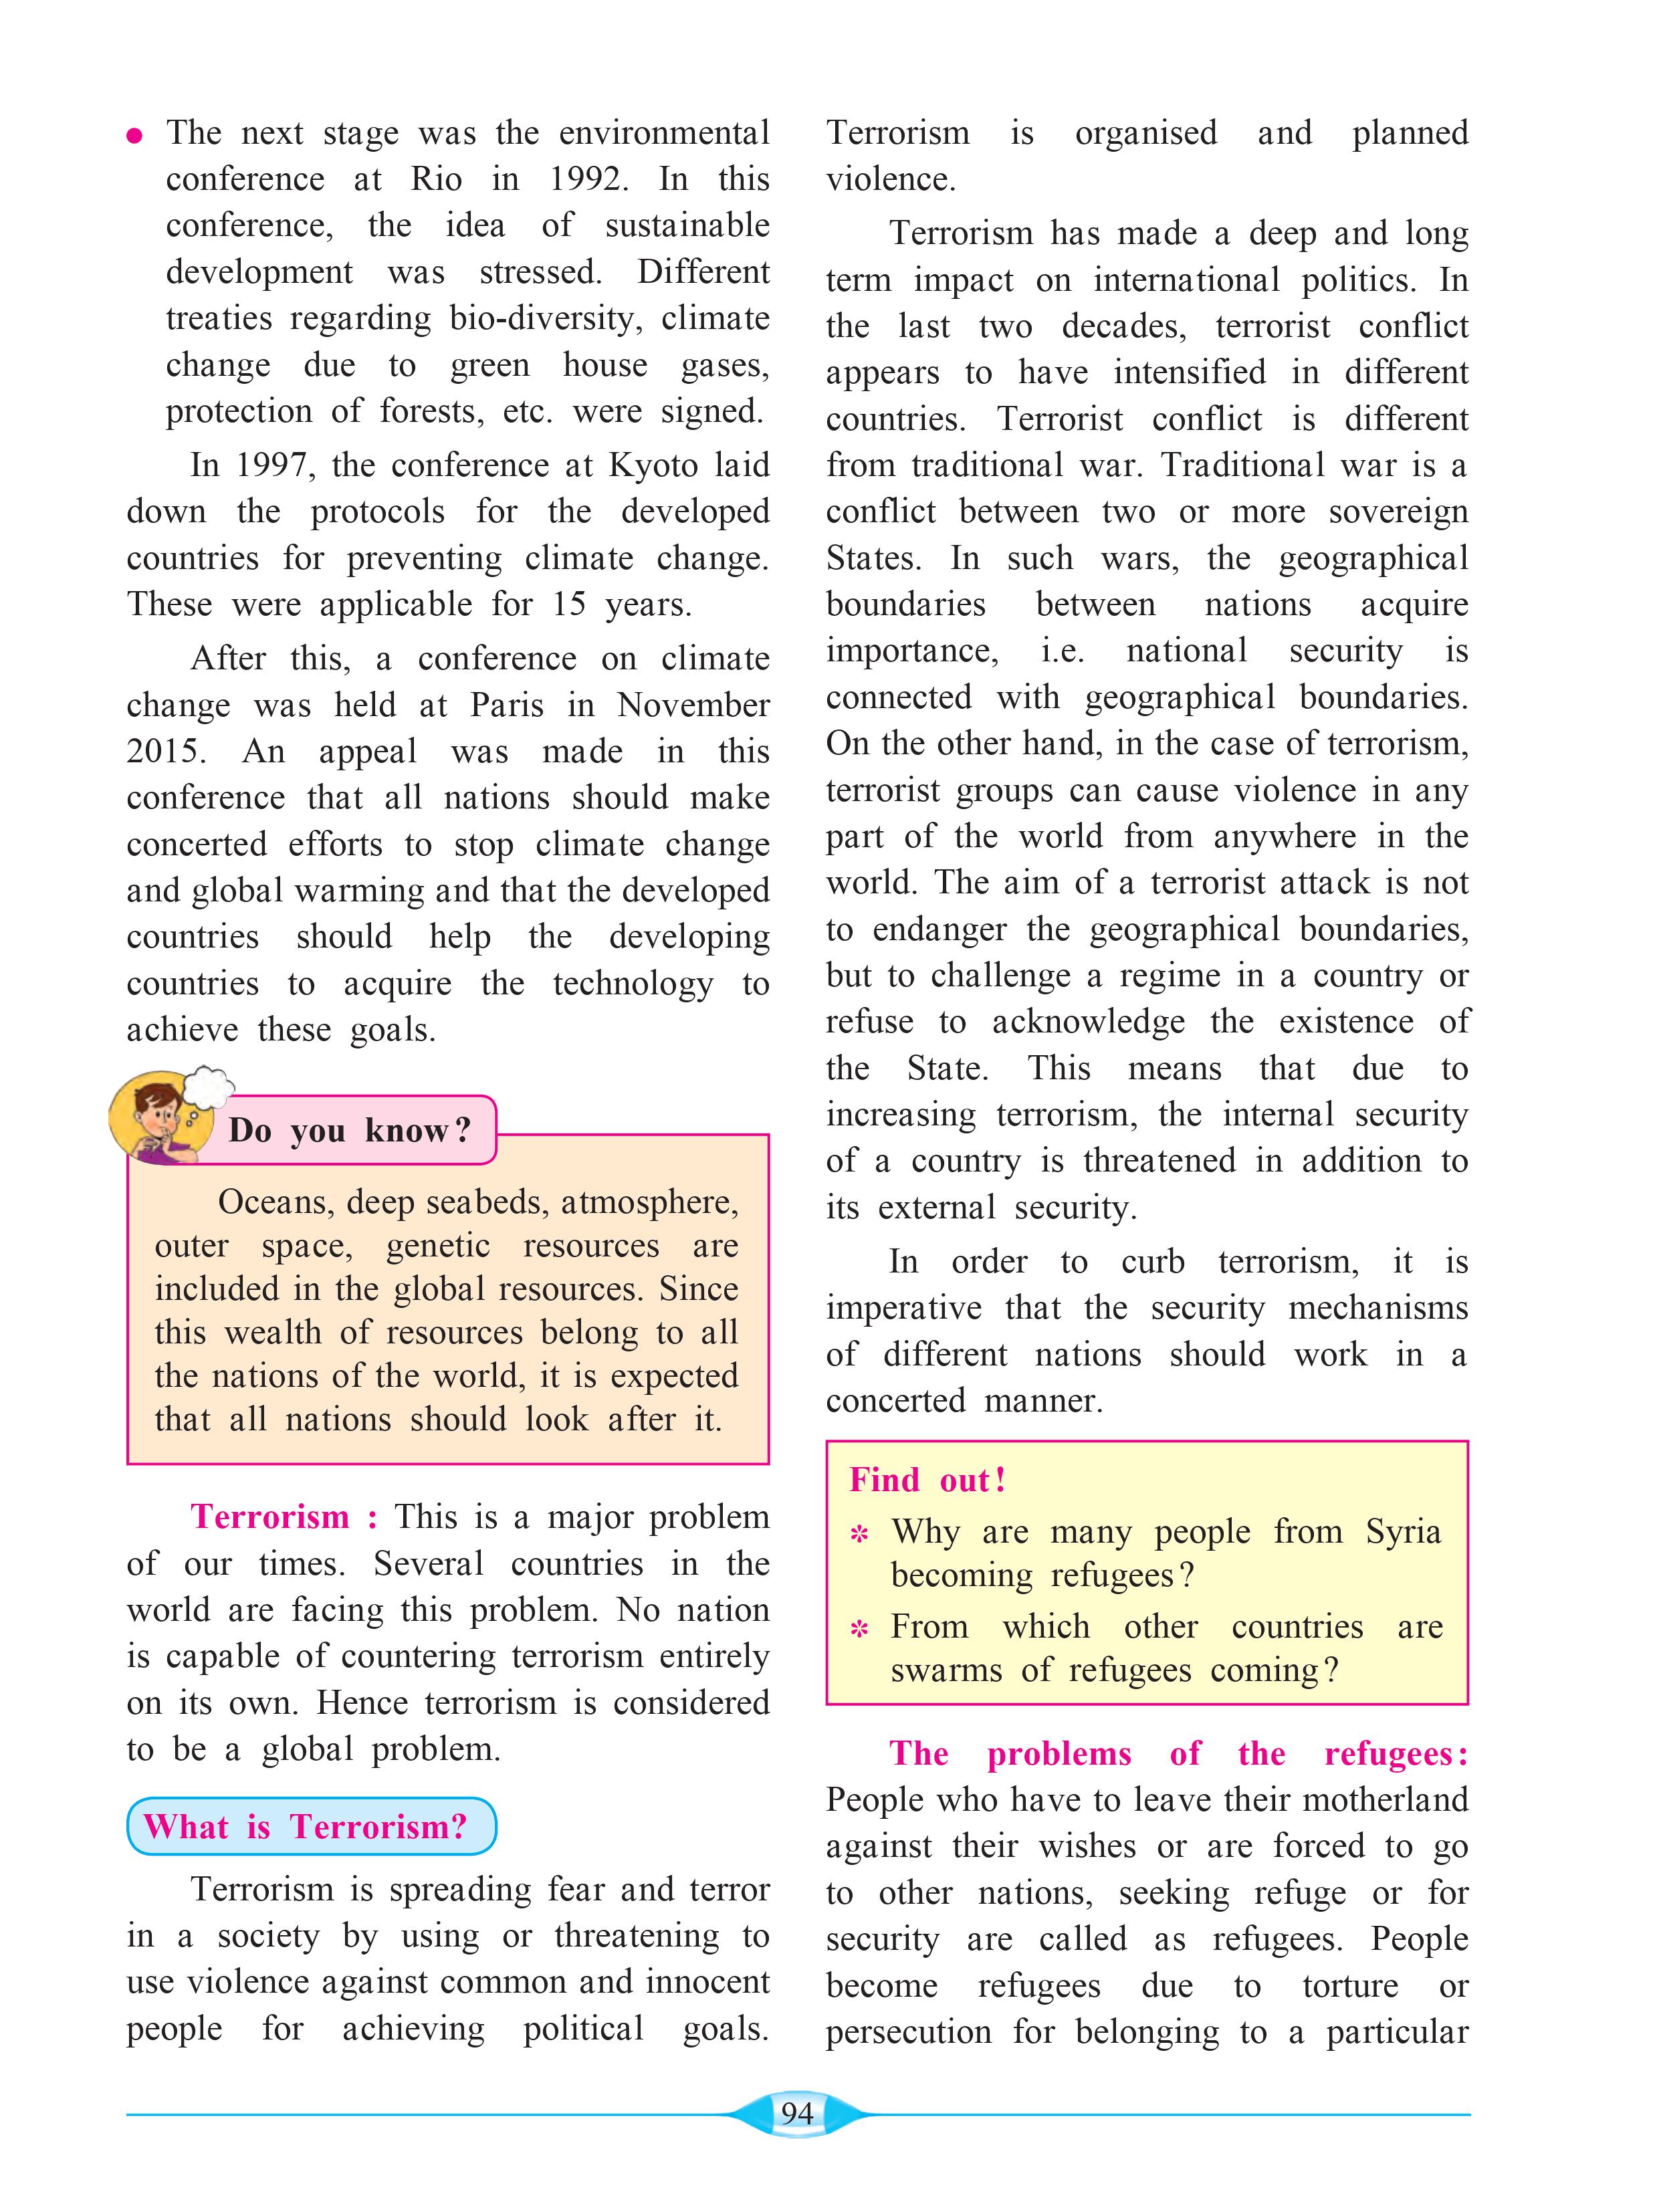 ● The next stage was the environmental
conference at Rio in 1992. In this
conference, the idea of sustainable
development was stressed. Different
treaties regarding bio-diversity, climate
change due to green house gases,
protection of forests, etc. were signed.
In 1997, the conference at Kyoto laid
down the protocols for the developed
countries for preventing climate change.
These were applicable for 15 years.
After this, a conference on climate
change was held at Paris in November
2015. An appeal was made in this
conference that all nations should make
concerted efforts to stop climate change
and global warming and that the developed
countries should help the developing
countries to acquire the technology to
achieve these goals.
Do you know?
Oceans, deep seabeds, atmosphere,
outer space, genetic resources are
included in the global resources. Since
this wealth of resources belong to all
the nations of the world, it is expected
that all nations should look after it.
Terrorism : This is a major problem
of our times. Several countries in the
world are facing this problem. No nation
is capable of countering terrorism entirely
on its own. Hence terrorism is considered
to be a global problem.
What is Terrorism?
Terrorism is spreading fear and terror
in a society by using or threatening to
use violence against common and innocent
people for achieving political goals.
Terrorism is organised and planned
violence.
Terrorism has made a deep and long
term impact on international politics. In
the last two decades, terrorist conflict
appears to have intensified in different
countries. Terrorist conflict is different
from traditional war. Traditional war is a
conflict between two or more sovereign
States. In such wars, the geographical
boundaries between nations acquire
importance, i.e. national security is
connected with geographical boundaries.
On the other hand, in the case of terrorism,
terrorist groups can cause violence in any
part of the world from anywhere in the
world. The aim of a terrorist attack is not
to endanger the geographical boundaries,
but to challenge a regime in a country or
refuse to acknowledge the existence of
the State. This means that due to
increasing terrorism, the internal security
of a country is threatened in addition to
its external security.
In order to curb terrorism, it is
imperative that the security mechanisms
of different nations should work in a
concerted manner.
Find out!
✼ Why are many people from Syria
becoming refugees?
✼ From which other countries are
swarms of refugees coming?
The problems of the refugees:
People who have to leave their motherland
against their wishes or are forced to go
to other nations, seeking refuge or for
security are called as refugees. People
become refugees due to torture or
persecution for belonging to a particular
94